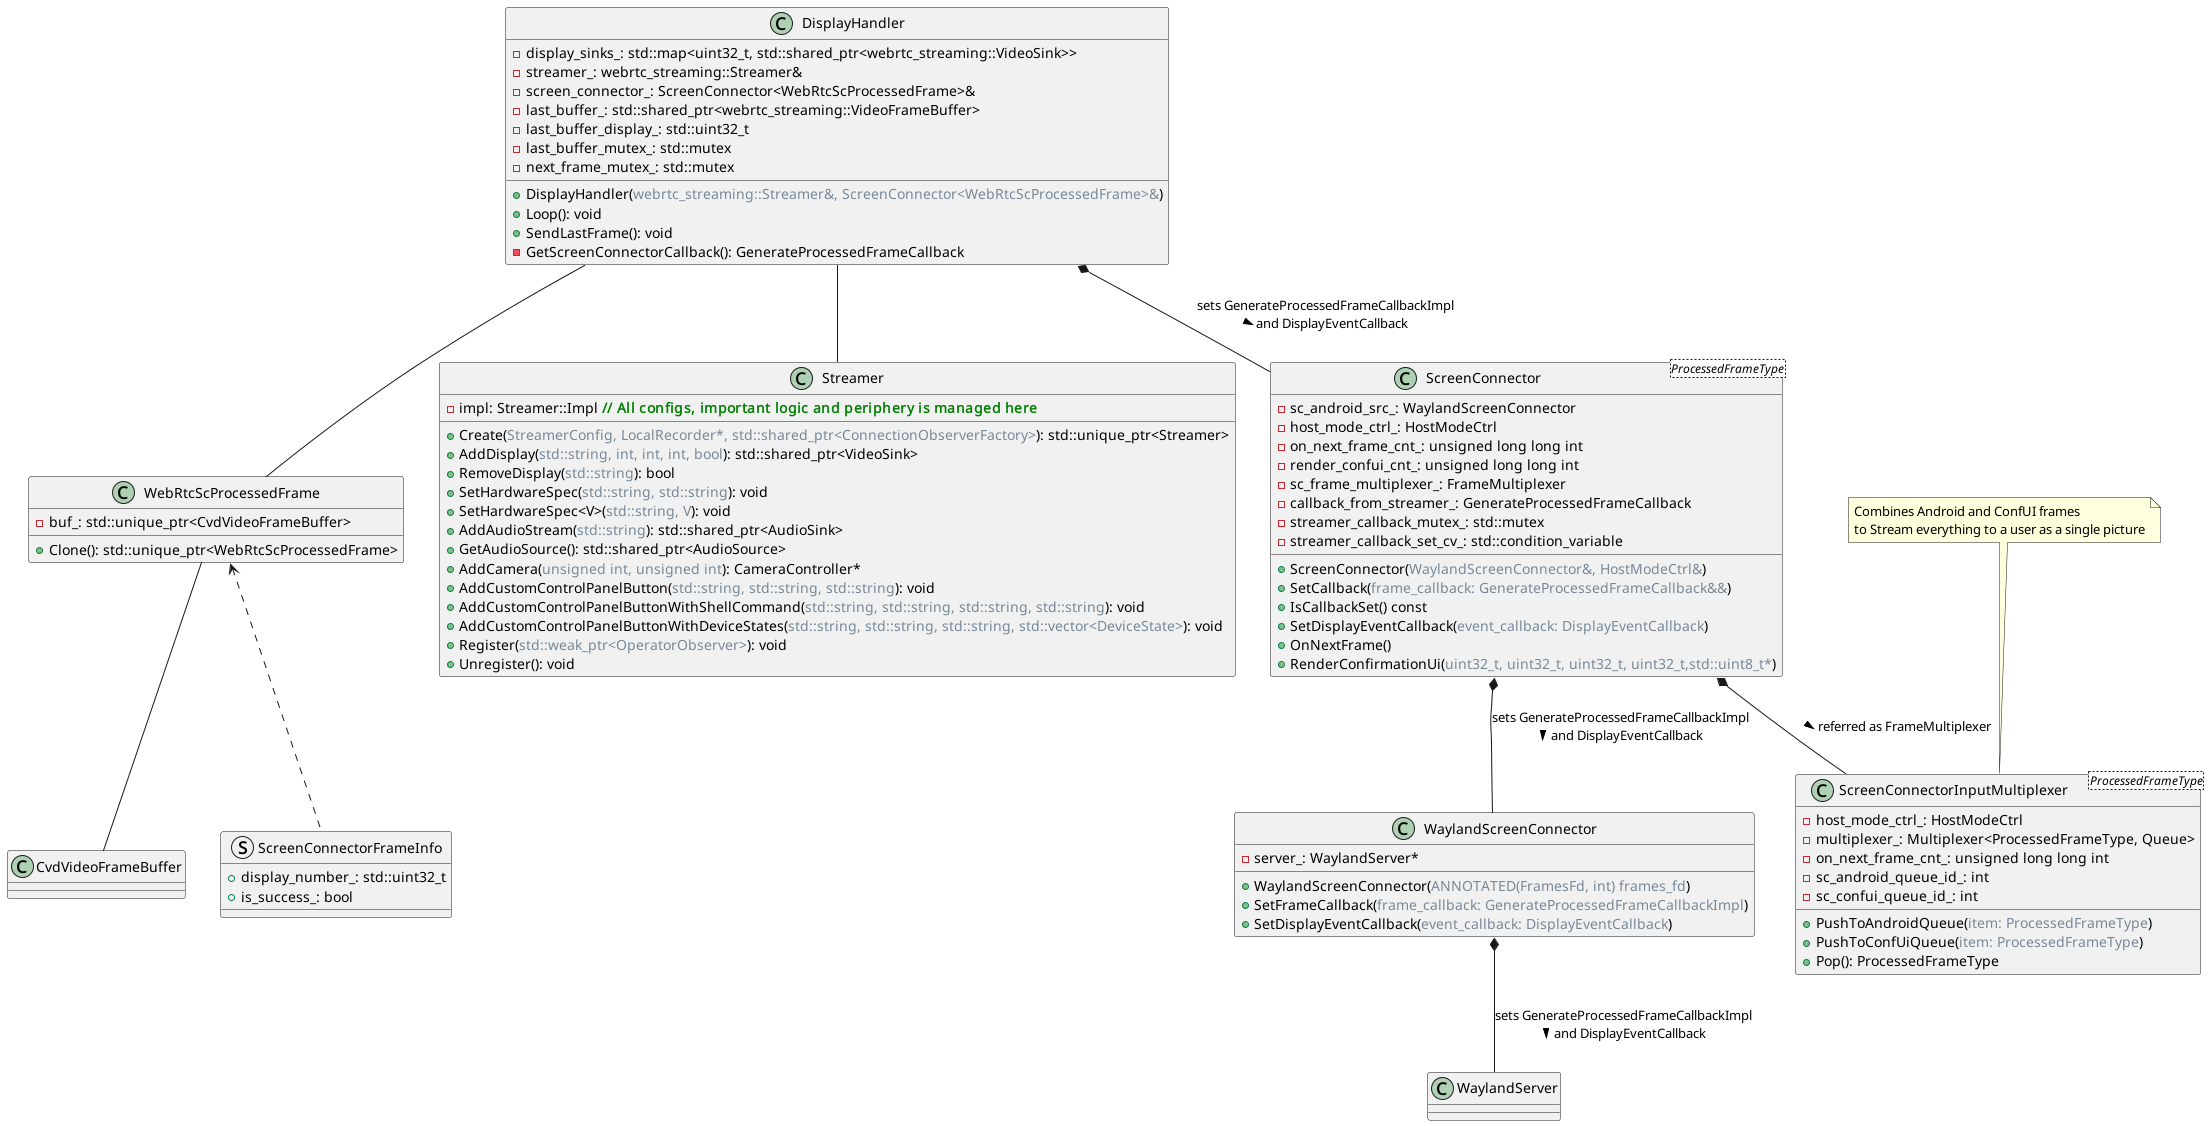 C DisplayHandler
display_sinks_: std::map<uint32_t, std::shared_ptr<webrtc_streaming::VideoSink>>
streamer_: webrtc_streaming::Streamer&
screen_connector_: ScreenConnector<WebRtcScProcessedFrame>&
last_buffer_: std::shared_ptr<webrtc_streaming::VideoFrameBuffer>
last_buffer_display_: std::uint32_t
last_buffer_mutex_: std::mutex
next_frame_mutex_: std::mutex
DisplayHandler(webrtc_streaming::Streamer&, ScreenConnector<WebRtcScProcessedFrame>&)
Loop(): void
SendLastFrame(): void
GetScreenConnectorCallback(): GenerateProcessedFrameCallback
sets GenerateProcessedFrameCallbackImpl
and DisplayEventCallback
C WebRtcScProcessedFrame
buf_: std::unique_ptr<CvdVideoFrameBuffer>
Clone(): std::unique_ptr<WebRtcScProcessedFrame>
C Streamer
impl: Streamer::Impl // All configs, important logic and periphery is managed here
Create(StreamerConfig, LocalRecorder*, std::shared_ptr<ConnectionObserverFactory>): std::unique_ptr<Streamer>
AddDisplay(std::string, int, int, int, bool): std::shared_ptr<VideoSink>
RemoveDisplay(std::string): bool
SetHardwareSpec(std::string, std::string): void
SetHardwareSpec<V>(std::string, V): void
AddAudioStream(std::string): std::shared_ptr<AudioSink>
GetAudioSource(): std::shared_ptr<AudioSource>
AddCamera(unsigned int, unsigned int): CameraController*
AddCustomControlPanelButton(std::string, std::string, std::string): void
AddCustomControlPanelButtonWithShellCommand(std::string, std::string, std::string, std::string): void
AddCustomControlPanelButtonWithDeviceStates(std::string, std::string, std::string, std::vector<DeviceState>): void
Register(std::weak_ptr<OperatorObserver>): void
Unregister(): void
C ScreenConnector
ProcessedFrameType
sc_android_src_: WaylandScreenConnector
host_mode_ctrl_: HostModeCtrl
on_next_frame_cnt_: unsigned long long int
render_confui_cnt_: unsigned long long int
sc_frame_multiplexer_: FrameMultiplexer
callback_from_streamer_: GenerateProcessedFrameCallback
streamer_callback_mutex_: std::mutex
streamer_callback_set_cv_: std::condition_variable
ScreenConnector(WaylandScreenConnector&, HostModeCtrl&)
SetCallback(frame_callback: GenerateProcessedFrameCallback&&)
IsCallbackSet() const
SetDisplayEventCallback(event_callback: DisplayEventCallback)
OnNextFrame()
RenderConfirmationUi(uint32_t, uint32_t, uint32_t, uint32_t,std::uint8_t*)
Combines Android and ConfUI frames
to Stream everything to a user as a single picture
sets GenerateProcessedFrameCallbackImpl
and DisplayEventCallback
referred as FrameMultiplexer
C CvdVideoFrameBuffer
S ScreenConnectorFrameInfo
display_number_: std::uint32_t
is_success_: bool
C WaylandScreenConnector
server_: WaylandServer*
WaylandScreenConnector(ANNOTATED(FramesFd, int) frames_fd)
SetFrameCallback(frame_callback: GenerateProcessedFrameCallbackImpl)
SetDisplayEventCallback(event_callback: DisplayEventCallback)
C ScreenConnectorInputMultiplexer
ProcessedFrameType
host_mode_ctrl_: HostModeCtrl
multiplexer_: Multiplexer<ProcessedFrameType, Queue>
on_next_frame_cnt_: unsigned long long int
sc_android_queue_id_: int
sc_confui_queue_id_: int
PushToAndroidQueue(item: ProcessedFrameType)
PushToConfUiQueue(item: ProcessedFrameType)
Pop(): ProcessedFrameType
sets GenerateProcessedFrameCallbackImpl
and DisplayEventCallback
C WaylandServer